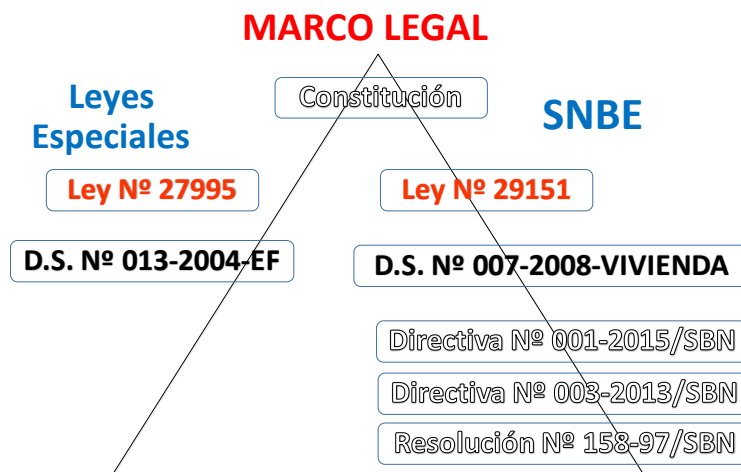 MARCO LEGAL
Constitución
Leyes
Especiales
SNBE
Ley Nº 27995
Ley Nº 29151
D.S. Nº 013-2004-EF
D.S. Nº 007-2008-VIVIENDA
Directiva Nº 001-2015/SBN
Directiva Nº 003-2013/SBN
Resolución Nº 158-97/SBN